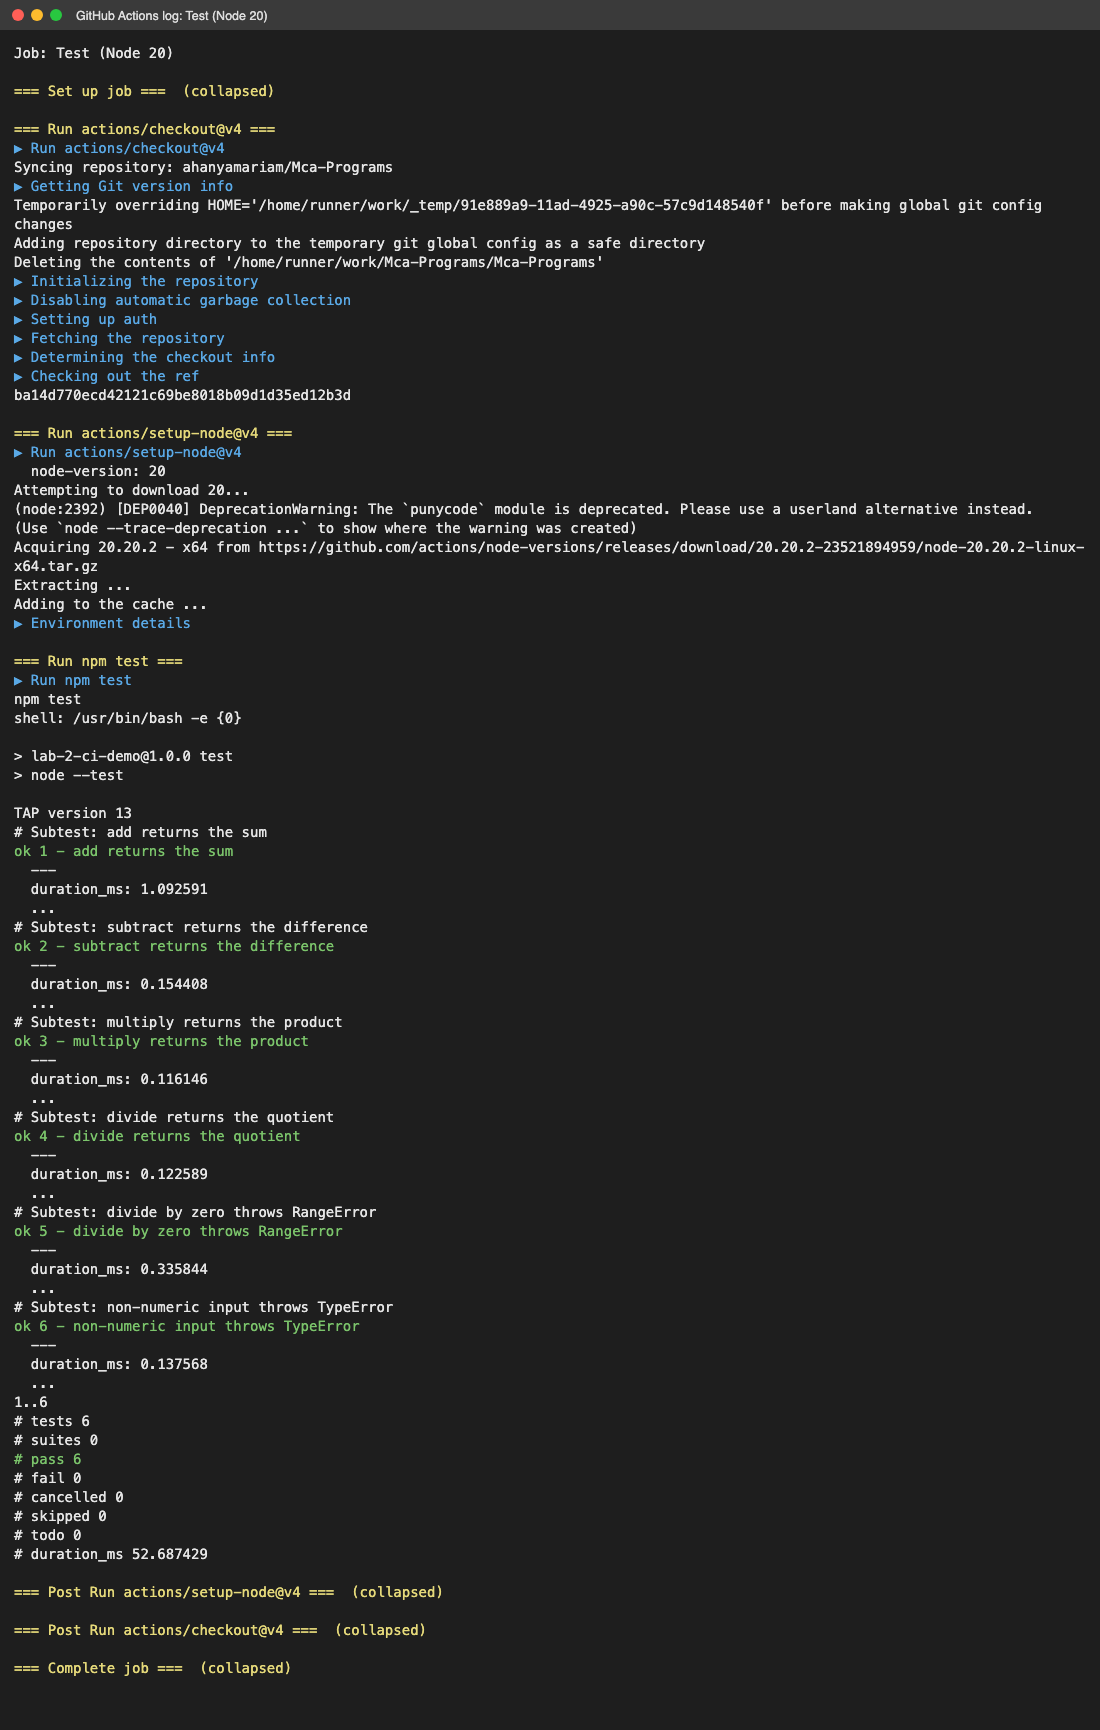 GitHub Actions log: Test (Node 20)
Job: Test (Node 20)
=== Set up job ===  (collapsed)
=== Run actions/checkout@v4 ===
▶ Run actions/checkout@v4
Syncing repository: ahanyamariam/Mca-Programs
▶ Getting Git version info
Temporarily overriding HOME='/home/runner/work/_temp/91e889a9-11ad-4925-a90c-57c9d148540f' before making global git config
changes
Adding repository directory to the temporary git global config as a safe directory
Deleting the contents of '/home/runner/work/Mca-Programs/Mca-Programs'
▶ Initializing the repository
▶ Disabling automatic garbage collection
▶ Setting up auth
▶ Fetching the repository
▶ Determining the checkout info
▶ Checking out the ref
ba14d770ecd42121c69be8018b09d1d35ed12b3d
=== Run actions/setup-node@v4 ===
▶ Run actions/setup-node@v4
  node-version: 20
Attempting to download 20...
(node:2392) [DEP0040] DeprecationWarning: The `punycode` module is deprecated. Please use a userland alternative instead.
(Use `node --trace-deprecation ...` to show where the warning was created)
Acquiring 20.20.2 - x64 from https://github.com/actions/node-versions/releases/download/20.20.2-23521894959/node-20.20.2-linux-
x64.tar.gz
Extracting ...
Adding to the cache ...
▶ Environment details
=== Run npm test ===
▶ Run npm test
npm test
shell: /usr/bin/bash -e {0}
> lab-2-ci-demo@1.0.0 test
> node --test
TAP version 13
# Subtest: add returns the sum
ok 1 - add returns the sum
  ---
  duration_ms: 1.092591
  ...
# Subtest: subtract returns the difference
ok 2 - subtract returns the difference
  ---
  duration_ms: 0.154408
  ...
# Subtest: multiply returns the product
ok 3 - multiply returns the product
  ---
  duration_ms: 0.116146
  ...
# Subtest: divide returns the quotient
ok 4 - divide returns the quotient
  ---
  duration_ms: 0.122589
  ...
# Subtest: divide by zero throws RangeError
ok 5 - divide by zero throws RangeError
  ---
  duration_ms: 0.335844
  ...
# Subtest: non-numeric input throws TypeError
ok 6 - non-numeric input throws TypeError
  ---
  duration_ms: 0.137568
  ...
1..6
# tests 6
# suites 0
# pass 6
# fail 0
# cancelled 0
# skipped 0
# todo 0
# duration_ms 52.687429
=== Post Run actions/setup-node@v4 ===  (collapsed)
=== Post Run actions/checkout@v4 ===  (collapsed)
=== Complete job ===  (collapsed)